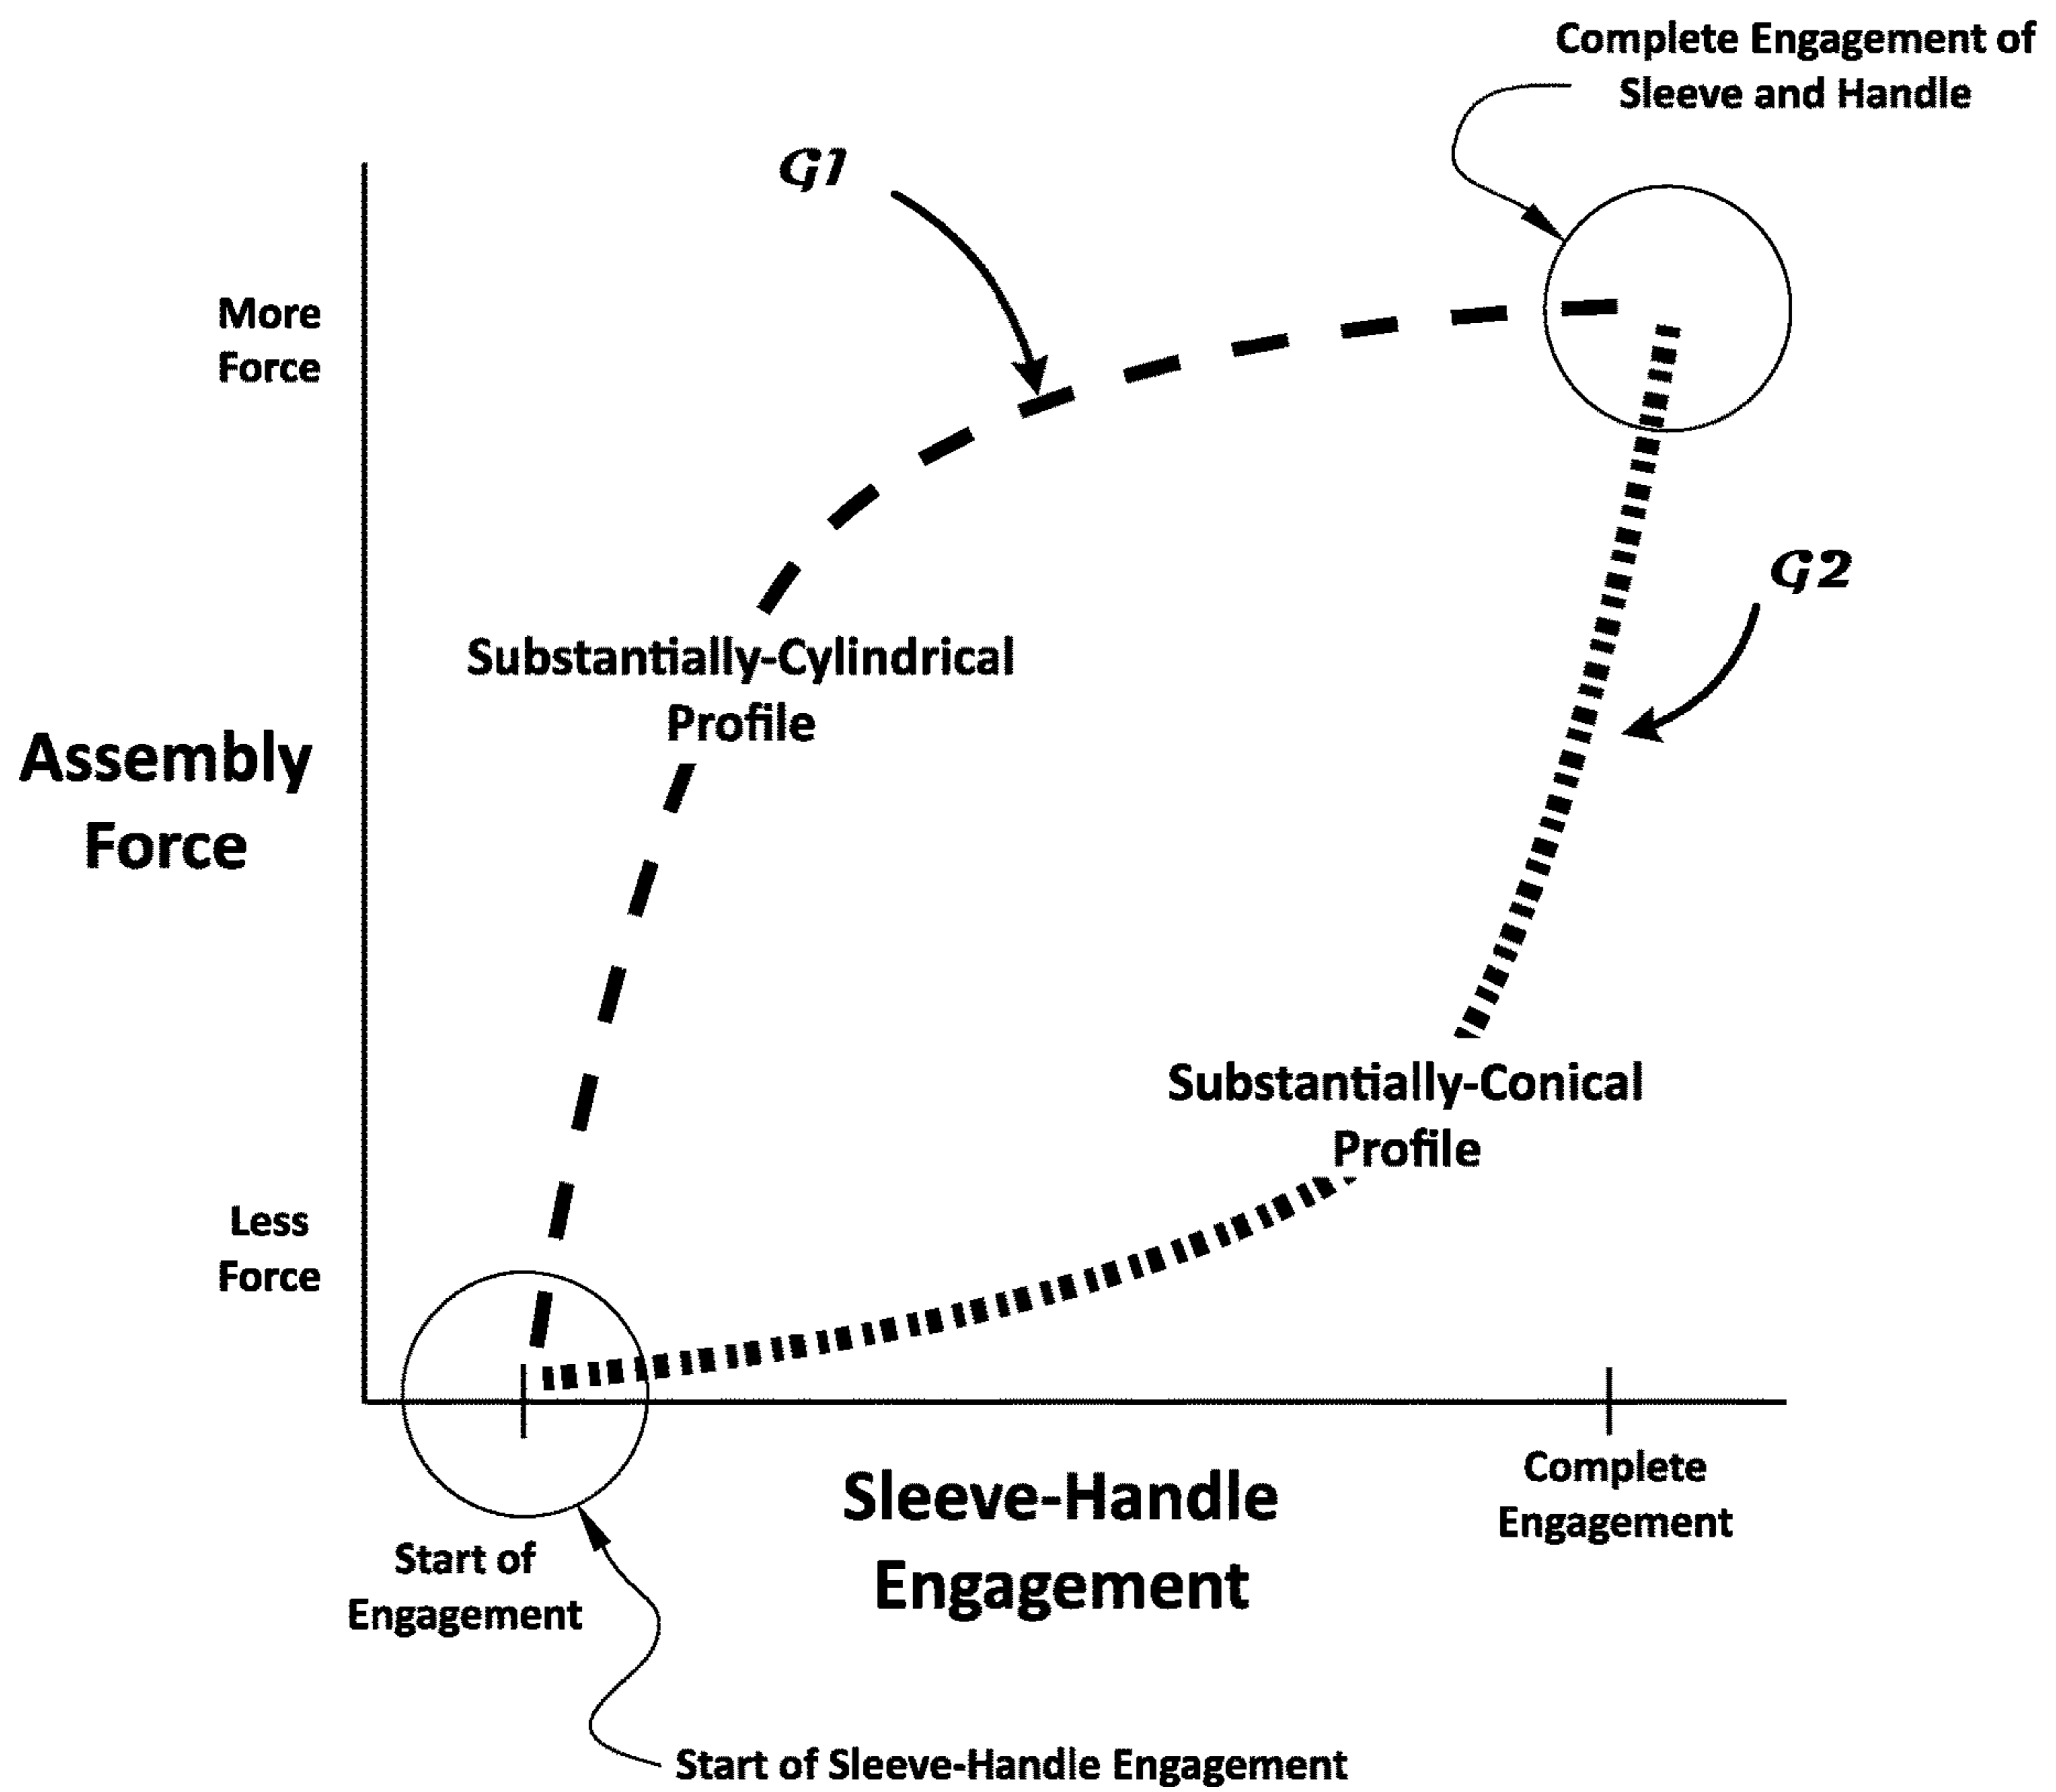 Complete Engagement of
Sleeve and Handle
G1
More
Force
G2
Substantially-Cylindrical
Profile
Assembly
Force
Substantially-Conical
Profile
Less
Force
Complete
Engagement
Sleeve-Handle
Engagement
Start of
Engagement
Start of Sleeve-Handle Engagement